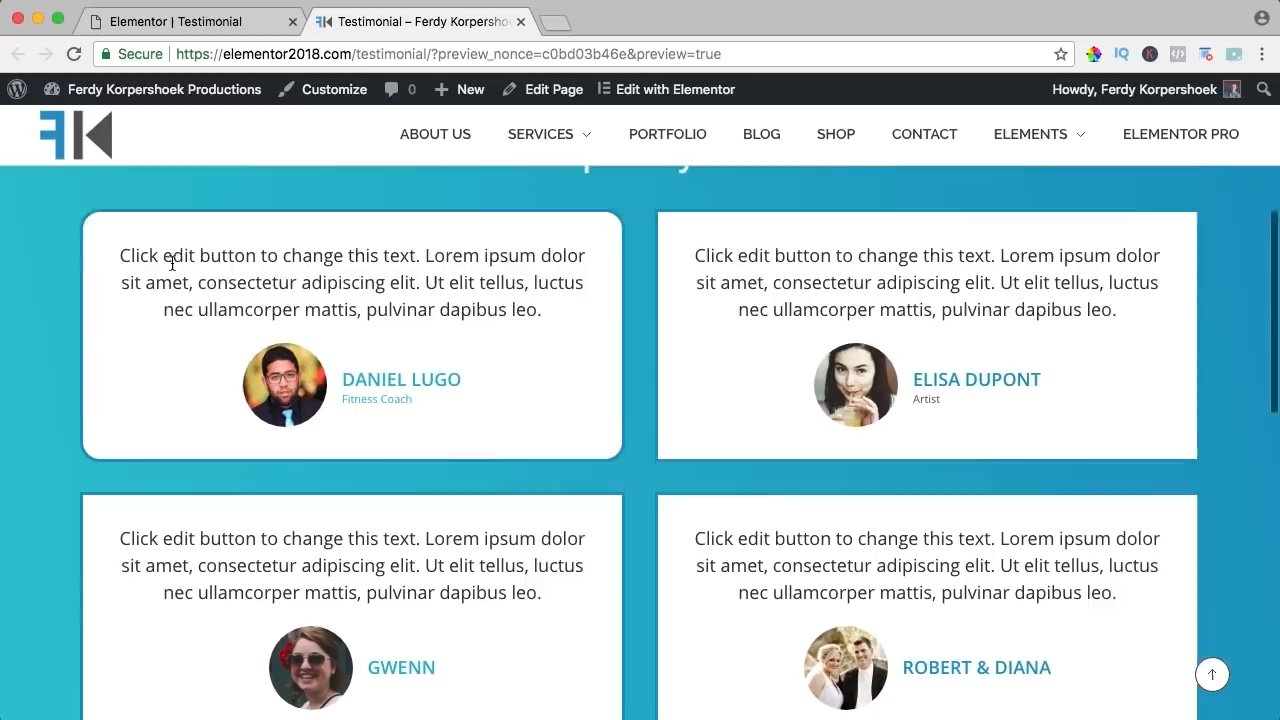 Elementor | Testimonial
Testimonial – Ferdy Korpersho
Secure
https://elementor2018.com/testimonial/?preview_nonce=c0bd03b46e&preview=true
Ferdy Korpershoek Productions
Customize
0
New
Edit Page
Edit with Elementor
Howdy, Ferdy Korpershoek
FK
ABOUT US
SERVICES
PORTFOLIO
BLOG
SHOP
CONTACT
ELEMENTS
ELEMENTOR PRO
Click edit button to change this text. Lorem ipsum dolor
sit amet, consectetur adipiscing elit. Ut elit tellus, luctus
nec ullamcorper mattis, pulvinar dapibus leo.
DANIEL LUGO
Fitness Coach
Click edit button to change this text. Lorem ipsum dolor
sit amet, consectetur adipiscing elit. Ut elit tellus, luctus
nec ullamcorper mattis, pulvinar dapibus leo.
ELISA DUPONT
Artist
Click edit button to change this text. Lorem ipsum dolor
sit amet, consectetur adipiscing elit. Ut elit tellus, luctus
nec ullamcorper mattis, pulvinar dapibus leo.
GWENN
Click edit button to change this text. Lorem ipsum dolor
sit amet, consectetur adipiscing elit. Ut elit tellus, luctus
nec ullamcorper mattis, pulvinar dapibus leo.
ROBERT & DIANA